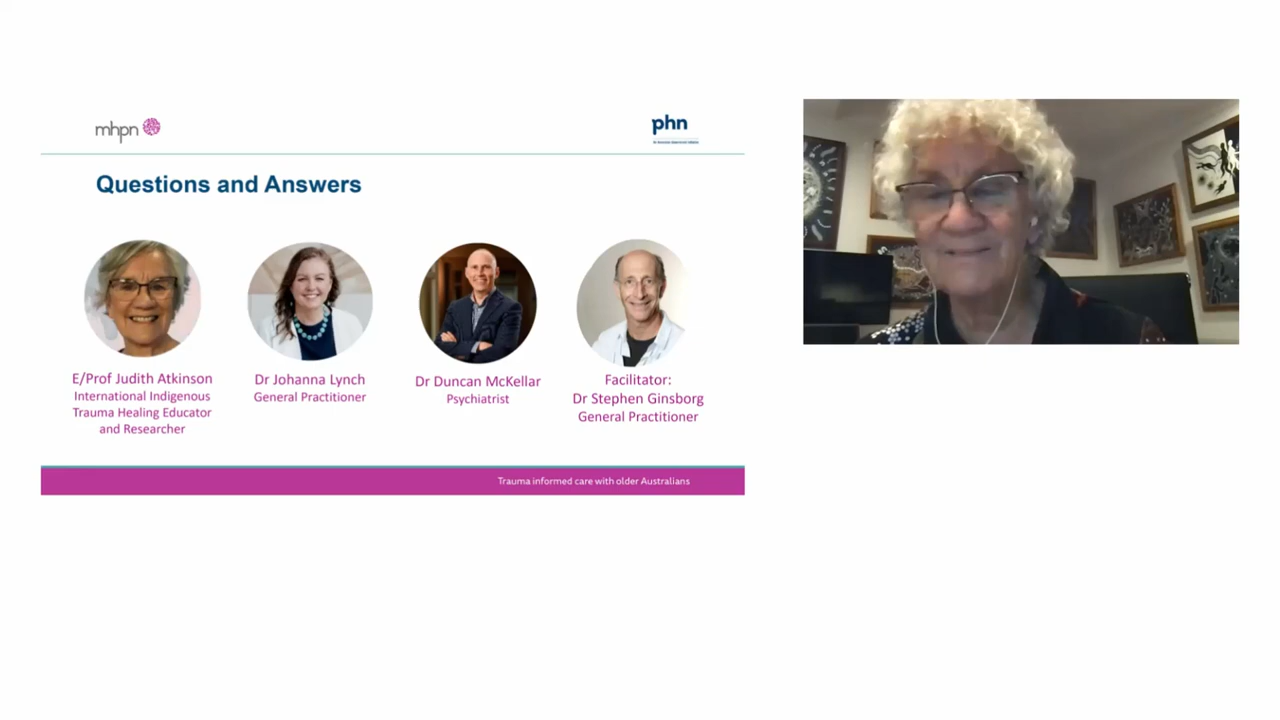 mhpn
phn
Questions and Answers
E/Prof Judith Atkinson
International Indigenous
Trauma Healing Educator
and Researcher
Dr Johanna Lynch
General Practitioner
Dr Duncan McKellar
Psychiatrist
Facilitator:
Dr Stephen Ginsborg
General Practitioner
Trauma informed care with older Australians